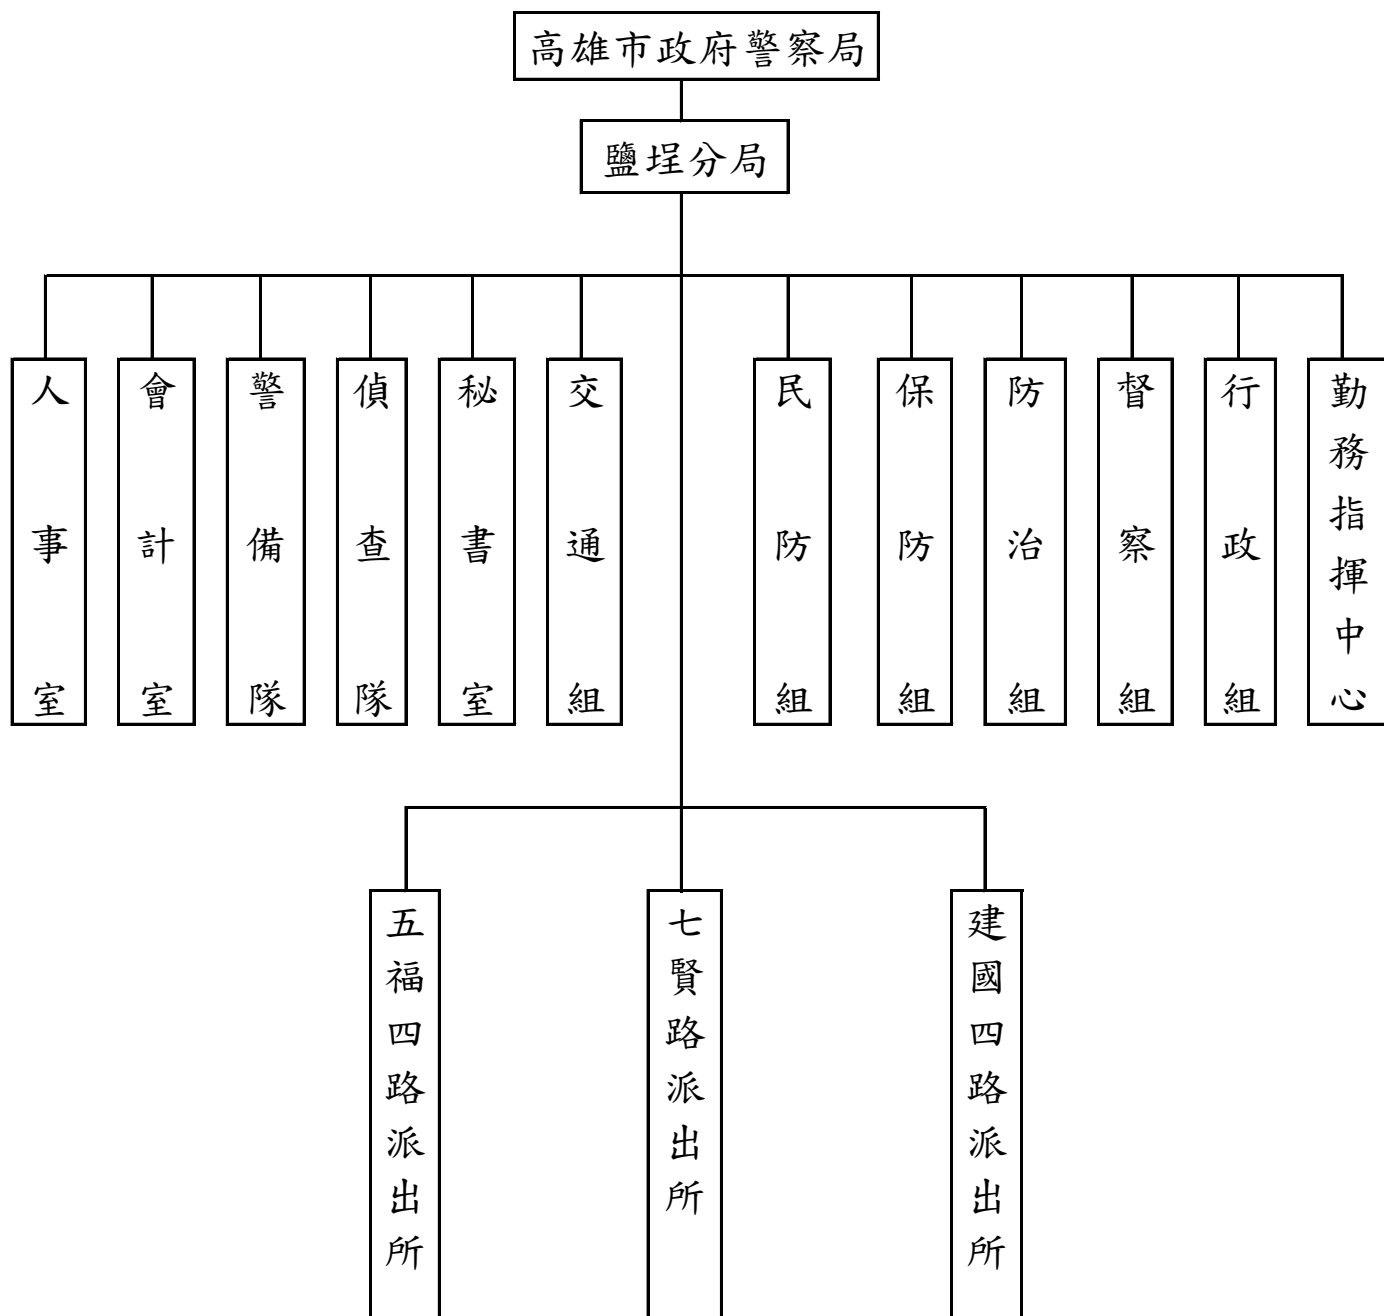 高雄市政府警察局
鹽埕分局
人事室
會計室
警備隊
偵查隊
秘書室
交通組
民防組
保防組
防治組
督察組
行政組
勤務指揮中心
五福四路派出所
七賢路派出所
建國四路派出所